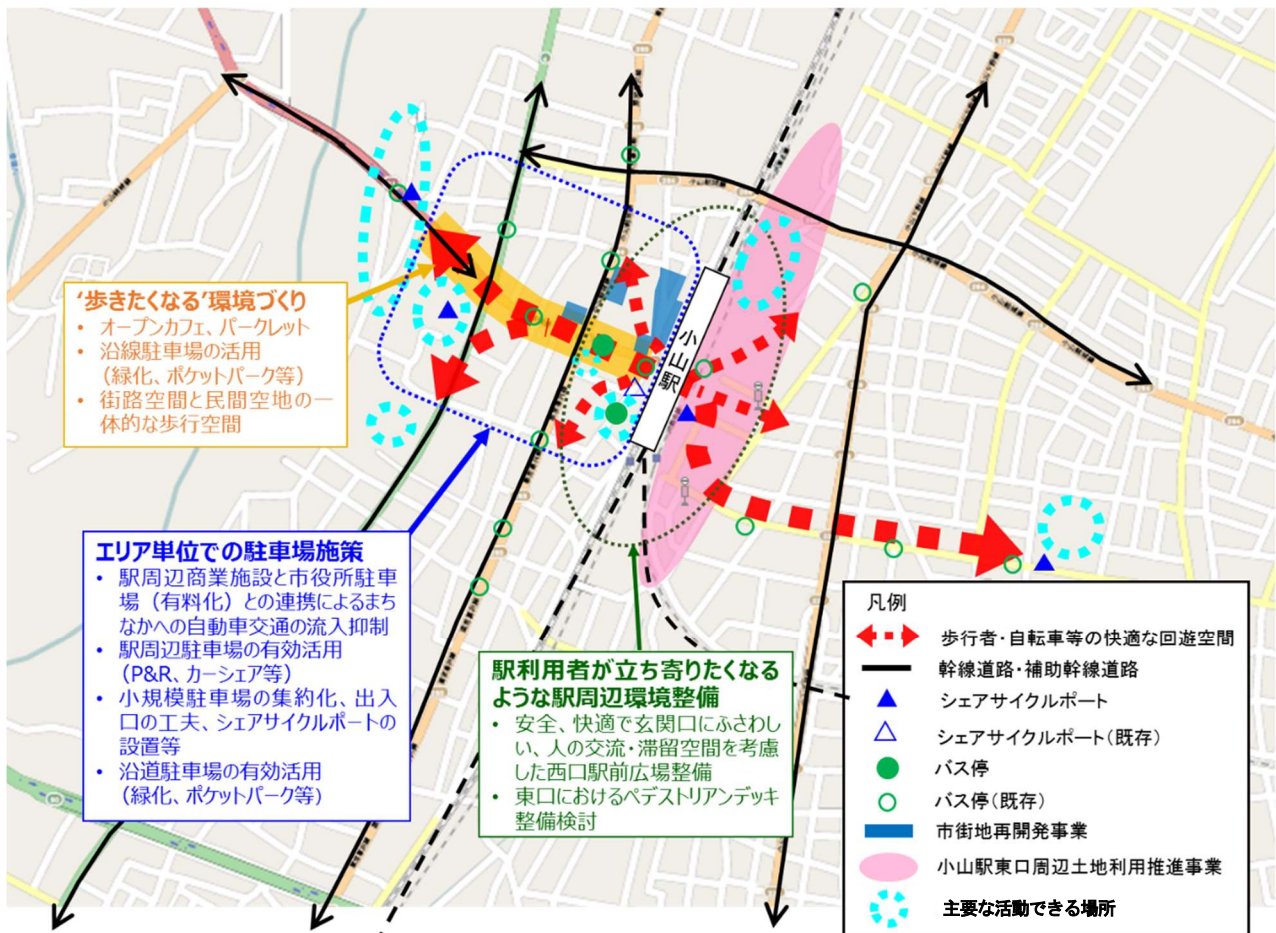 ‘歩きたくなる’環境づくり
• オープンカフェ、パークレット
• 沿線駐車場の活用
（緑化、ポケットパーク等）
• 街路空間と民間空地の一
体的な歩行空間
エリア単位での駐車場施策
• 駅周辺商業施設と市役所駐車
場（有料化）との連携によるまち
なかへの自動車交通の流入抑制
• 駅周辺駐車場の有効活用
（P&R、カーシェア等）
• 小規模駐車場の集約化、出入
口の工夫、シェアサイクルポートの
設置等
• 沿道駐車場の有効活用
（緑化、ポケットパーク等）
小山駅
駅利用者が立ち寄りたくなる
ような駅周辺環境整備
• 安全、快適で玄関口にふさわし
い、人の交流・滞留空間を考慮
した西口駅前広場整備
• 東口におけるペデストリアンデッキ
整備検討
凡例
歩行者・自転車等の快適な回遊空間
幹線道路・補助幹線道路
シェアサイクルポート
シェアサイクルポート（既存）
バス停
バス停（既存）
市街地再開発事業
小山駅東口周辺土地利用推進事業
主要な活動できる場所